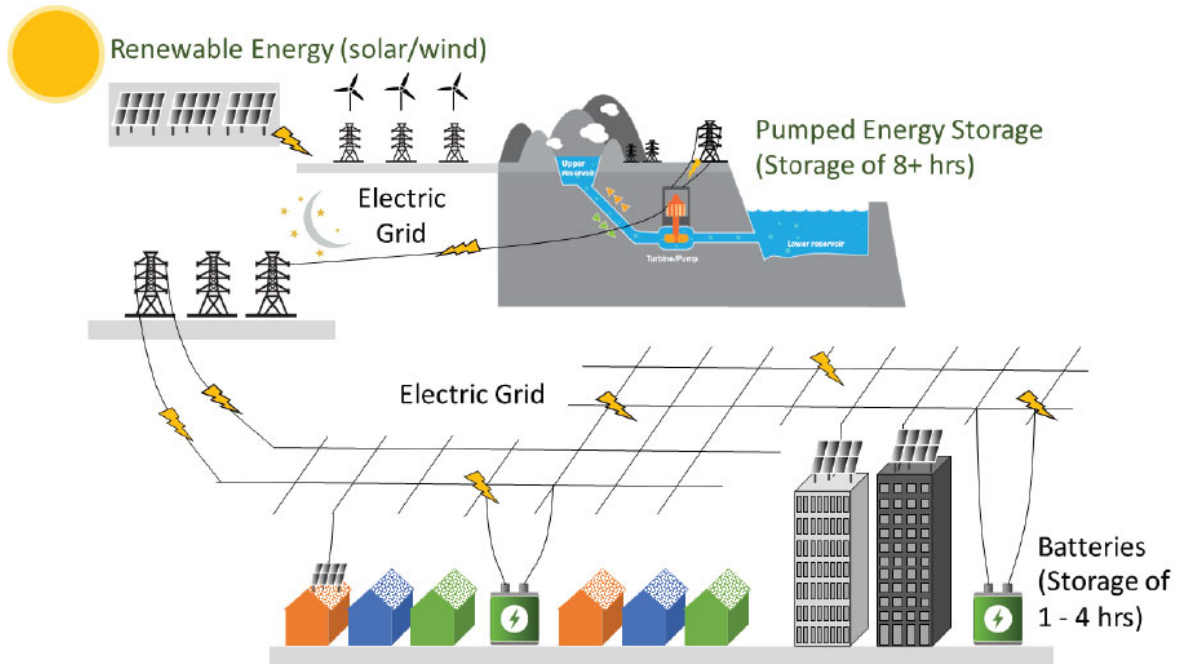 Renewable Energy (solar/wind)
Pumped Energy Storage
(Storage of 8+ hrs)
Upper
reservoir
Electric
Grid
Lower reservoir
Turbine/Pump
Electric Grid
Batteries
(Storage of
1 - 4 hrs)